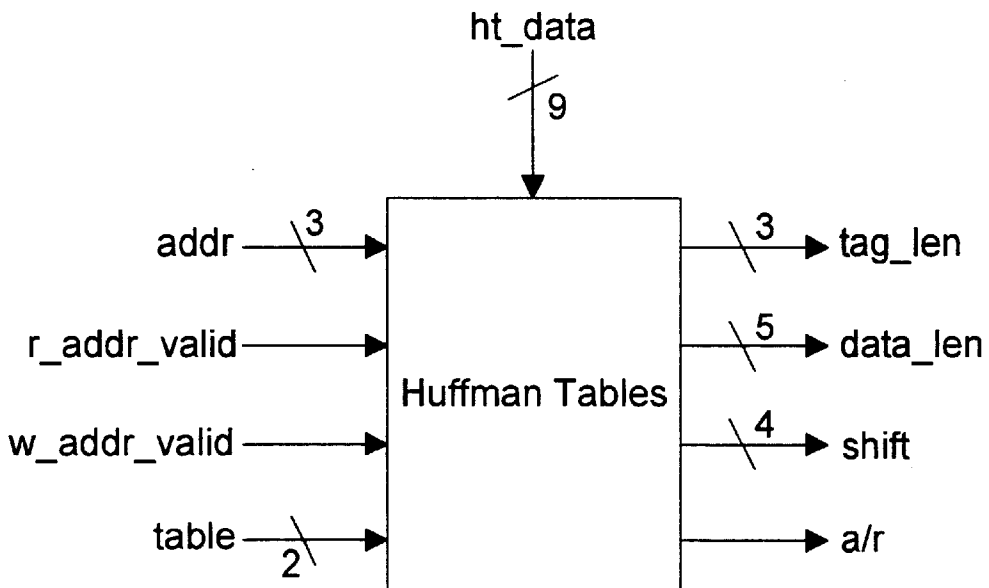 ht_data
9
addr 3
3 tag_len
r_addr_valid
5 data_len
Huffman Tables
w_addr_valid
4 shift
table 2
a/r